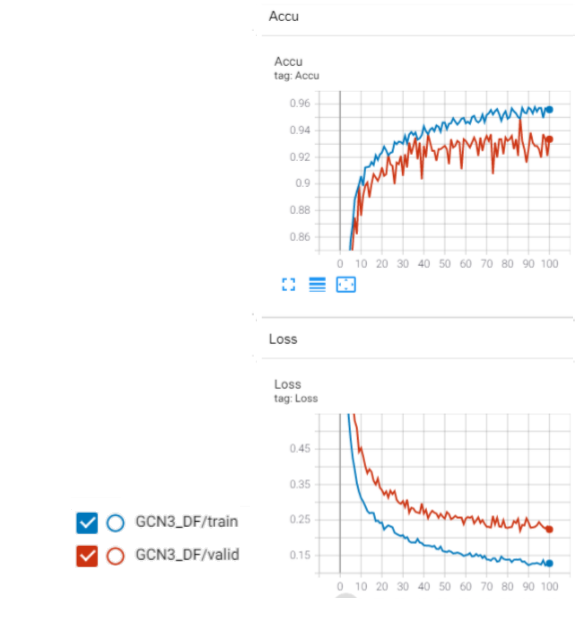 Accu
Accu
tag: Accu
0.96
0.94
0.92
0.9
0.88
0.86
0 10 20 30 40 50 60 70 80 90 100
Loss
Loss
tag: Loss
0.45
0.35
0.25
0.15
0 10 20 30 40 50 60 70 80 90 100
GCN3_DF/train
GCN3_DF/valid